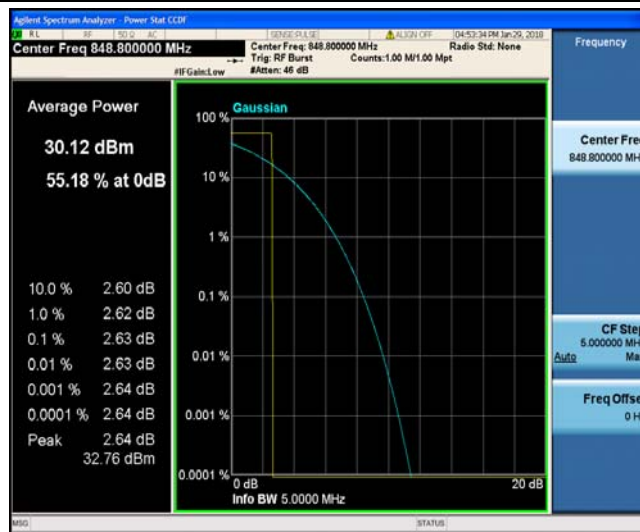 Agilent Spectrum Analyzer - Power Stat CCDF
RL RF 50 Ω AC SENSE:PULSE ALIGN OFF 04:53:34 PM Jan 29, 2018
Center Freq 848.800000 MHz
Center Freq: 848.800000 MHz Radio Std: None
Trig: RF Burst Counts:1.00 M/1.00 Mpt
#IFGain:Low #Atten: 46 dB
Frequency
Average Power
30.12 dBm
55.18 % at 0dB
10.0 % 2.60 dB
1.0 % 2.62 dB
0.1 % 2.63 dB
0.01 % 2.63 dB
0.001 % 2.64 dB
0.0001 % 2.64 dB
Peak 2.64 dB
32.76 dBm
Gaussian
100 %
10 %
1 %
0.1 %
0.01 %
0.001 %
0.0001 %
0 dB 20 dB
Info BW 5.0000 MHz
Center Fre
848.800000 MH
CF Ste
5.000000 MH
Auto Ma
Freq Offse
0 H
MSG STATUS